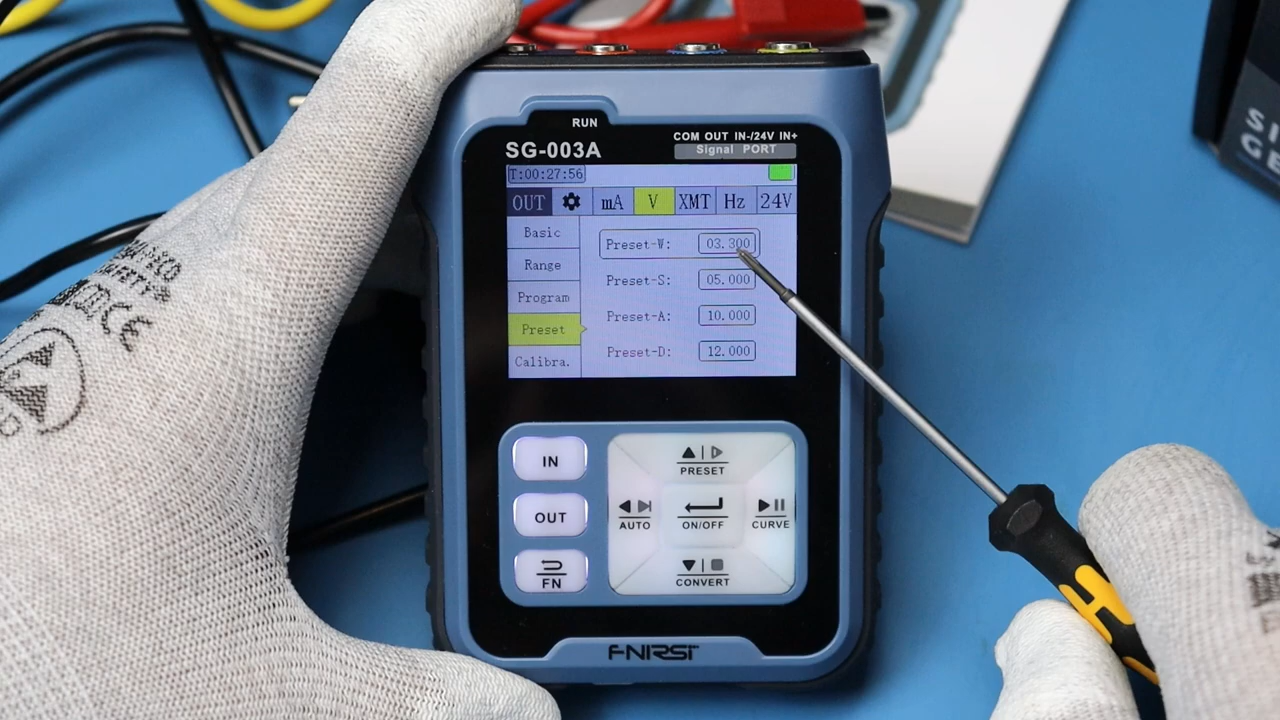 RUN
SG-003A
COM OUT IN-/24V IN+
Signal PORT
T:00:27:56
OUT mA V XMT Hz 24V
Basic
Range
Program
Preset
Calibra.
Preset-W: 03.300
Preset-S: 05.000
Preset-A: 10.000
Preset-D: 12.000
IN
OUT
FN
PRESET
AUTO
ON/OFF
CURVE
CONVERT
FNIRSI
SAFETY
CE